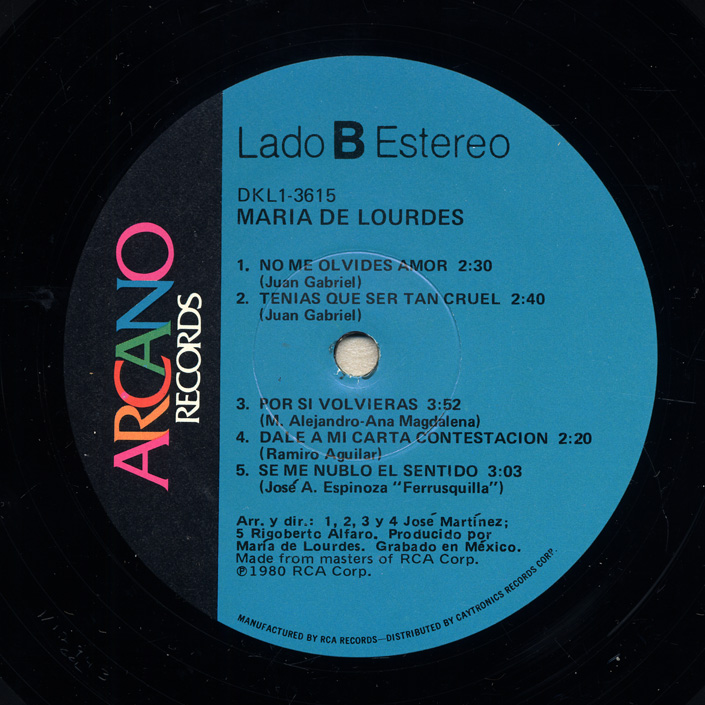 Lado B Estereo
DKL1-3615
MARIA DE LOURDES
1. NO ME OLVIDES AMOR 2:30
(Juan Gabriel)
2. TENIAS QUE SER TAN CRUEL 2:40
(Juan Gabriel)
3. POR SI VOLVIERAS 3:52
(M. Alejandro-Ana Magdalena)
4. DALE A MI CARTA CONTESTACION 2:20
(Ramiro Aguilar)
5. SE ME NUBLO EL SENTIDO 3:03
(José A. Espinoza "Ferrusquilla")
Arr. y dir.: 1, 2, 3 y 4 José Martínez;
5 Rigoberto Alfaro. Producido por
María de Lourdes. Grabado en México.
Made from masters of RCA Corp.
℗1980 RCA Corp.
MANUFACTURED BY RCA RECORDS—DISTRIBUTED BY CAYTRONICS RECORDS CORP.
ARCANO
RECORDS